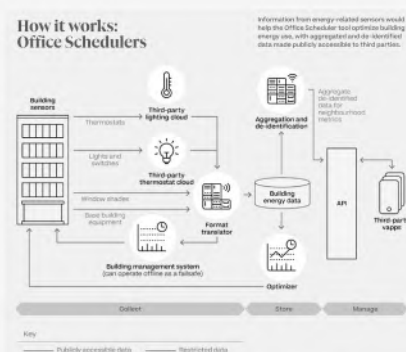 How it works:
Office Schedulers
Information from energy-related sensors would
help the Office Scheduler tool optimize building
energy use, with aggregated and de-identified
data made publicly accessible to third parties.
Building
sensors
Thermostats
Lights and
switches
Window shades
Base building
equipment
Third-party
lighting cloud
Third-party
thermostat cloud
Format
translator
Building management system
(can operate offline as a failsafe)
Aggregation and
de-identification
Building
energy data
Optimizer
Aggregate
de-identified
data for
neighbourhood
metrics
API
Third-part
vapps
Collect
Store
Manage
Key
Publicly accessible data
Restricted data